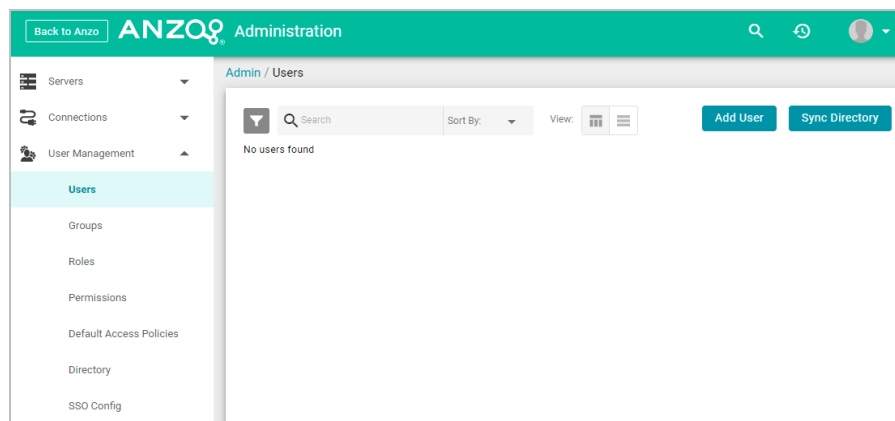 Back to Anzo ANZO® Administration
Admin / Users
Servers
Connections
User Management
Users
Groups
Roles
Permissions
Default Access Policies
Directory
SSO Config
Search Sort By: View: Add User Sync Directory
No users found